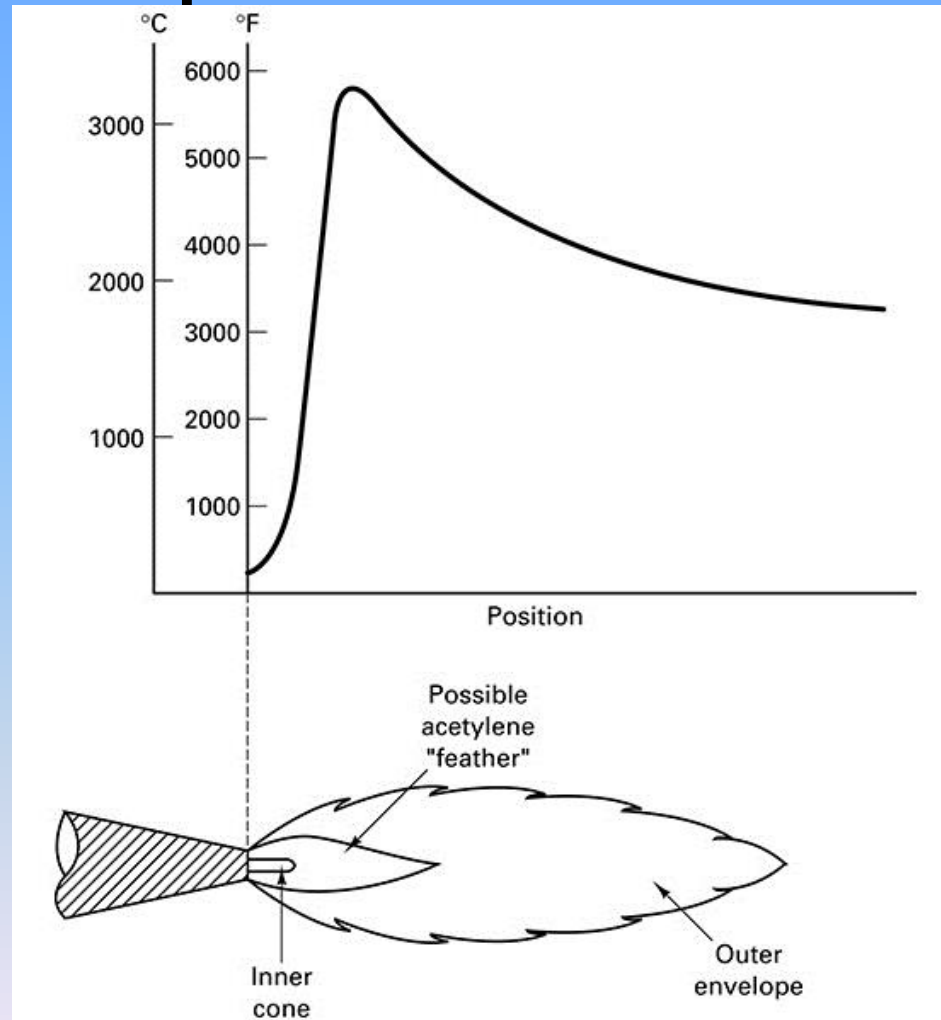 °C
°F
6000
3000
5000
4000
2000
3000
2000
1000
1000
Position
Possible
acetylene
"feather"
Inner
cone
Outer
envelope